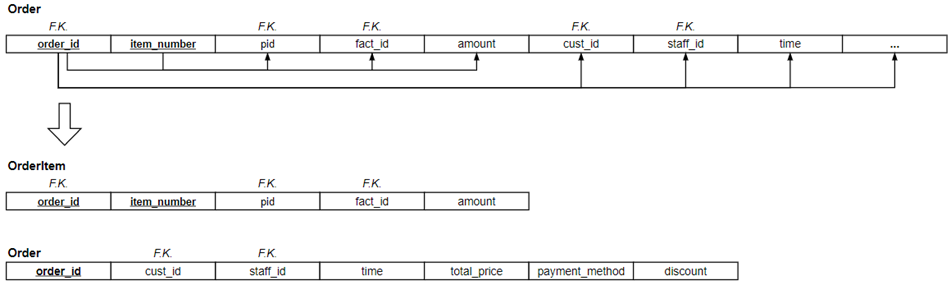 Order
F.K. F.K. F.K. F.K. F.K.
order_id item_number pid fact_id amount cust_id staff_id time ...
OrderItem
F.K. F.K. F.K.
order_id item_number pid fact_id amount
Order
F.K. F.K.
order_id cust_id staff_id time total_price payment_method discount